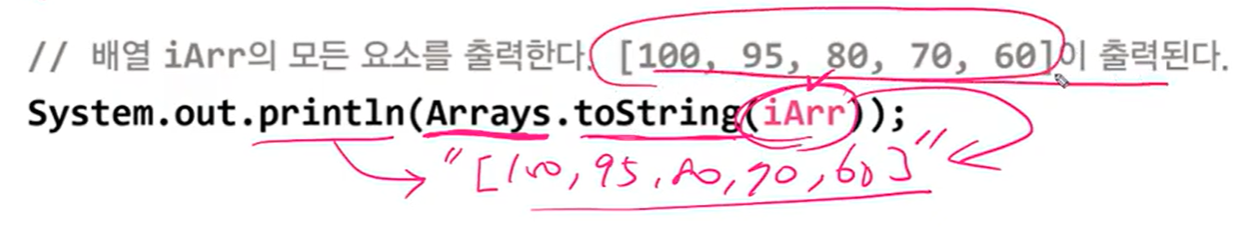 // 배열 iArr의 모든 요소를 출력한다. [100, 95, 80, 70, 60]이 출력된다.
System.out.println(Arrays.toString(iArr));
"[100, 95, 80, 70, 60]"